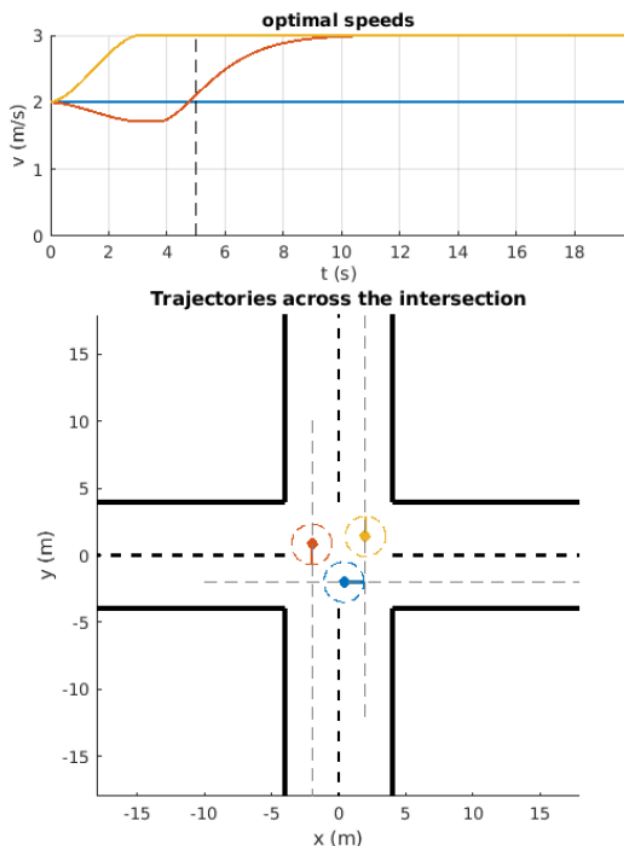 optimal speeds
3
2
1
0
v (m/s)
0 2 4 6 8 10 12 14 16 18
t (s)
Trajectories across the intersection
15
10
5
0
-5
-10
-15
y (m)
-15 -10 -5 0 5 10 15
x (m)